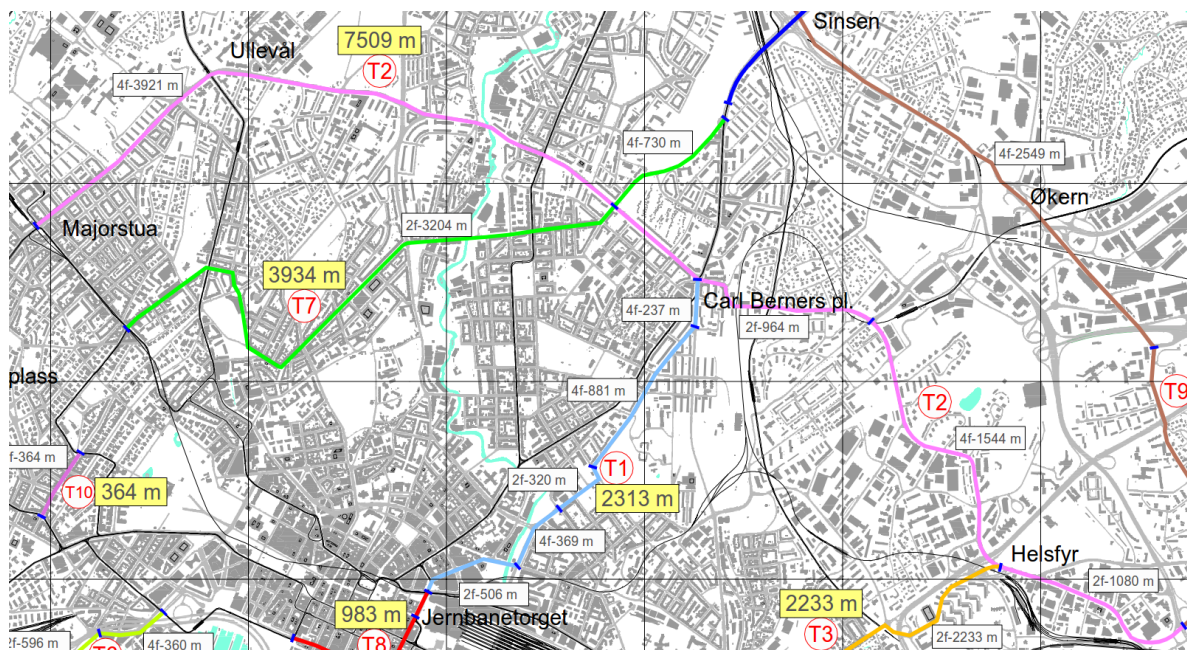 Sinsen
7509 m
Ullevål
T2
4f-3921 m
4f-730 m
4f-2549 m
Økern
Majorstua
2f-3204 m
3934 m
T7
4f-237 m
Carl Berners pl.
2f-964 m
plass
4f-881 m
T2
T9
4f-1544 m
f-364 m
T10
364 m
T1
2f-320 m
2313 m
4f-369 m
Helsfyr
2f-1080 m
2f-506 m
983 m
Jernbanetorget
2233 m
T3
2f-2233 m
2f-596 m
4f-360 m
T8